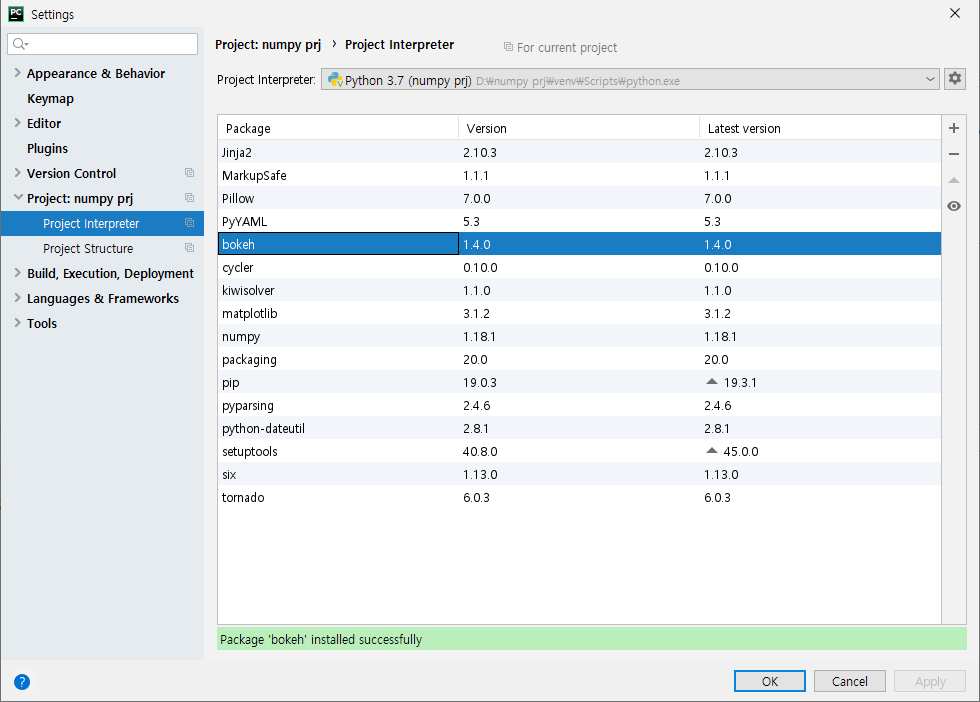 PC Settings
Project: numpy prj › Project Interpreter For current project
Appearance & Behavior
Keymap
Editor
Plugins
Version Control
Project: numpy prj
Project Interpreter
Project Structure
Build, Execution, Deployment
Languages & Frameworks
Tools
Project Interpreter: Python 3.7 (numpy prj) D:₩numpy prj₩venv₩Scripts₩python.exe
Package Version Latest version
Jinja2 2.10.3 2.10.3
MarkupSafe 1.1.1 1.1.1
Pillow 7.0.0 7.0.0
PyYAML 5.3 5.3
bokeh 1.4.0 1.4.0
cycler 0.10.0 0.10.0
kiwisolver 1.1.0 1.1.0
matplotlib 3.1.2 3.1.2
numpy 1.18.1 1.18.1
packaging 20.0 20.0
pip 19.0.3 19.3.1
pyparsing 2.4.6 2.4.6
python-dateutil 2.8.1 2.8.1
setuptools 40.8.0 45.0.0
six 1.13.0 1.13.0
tornado 6.0.3 6.0.3
Package 'bokeh' installed successfully
? OK Cancel Apply